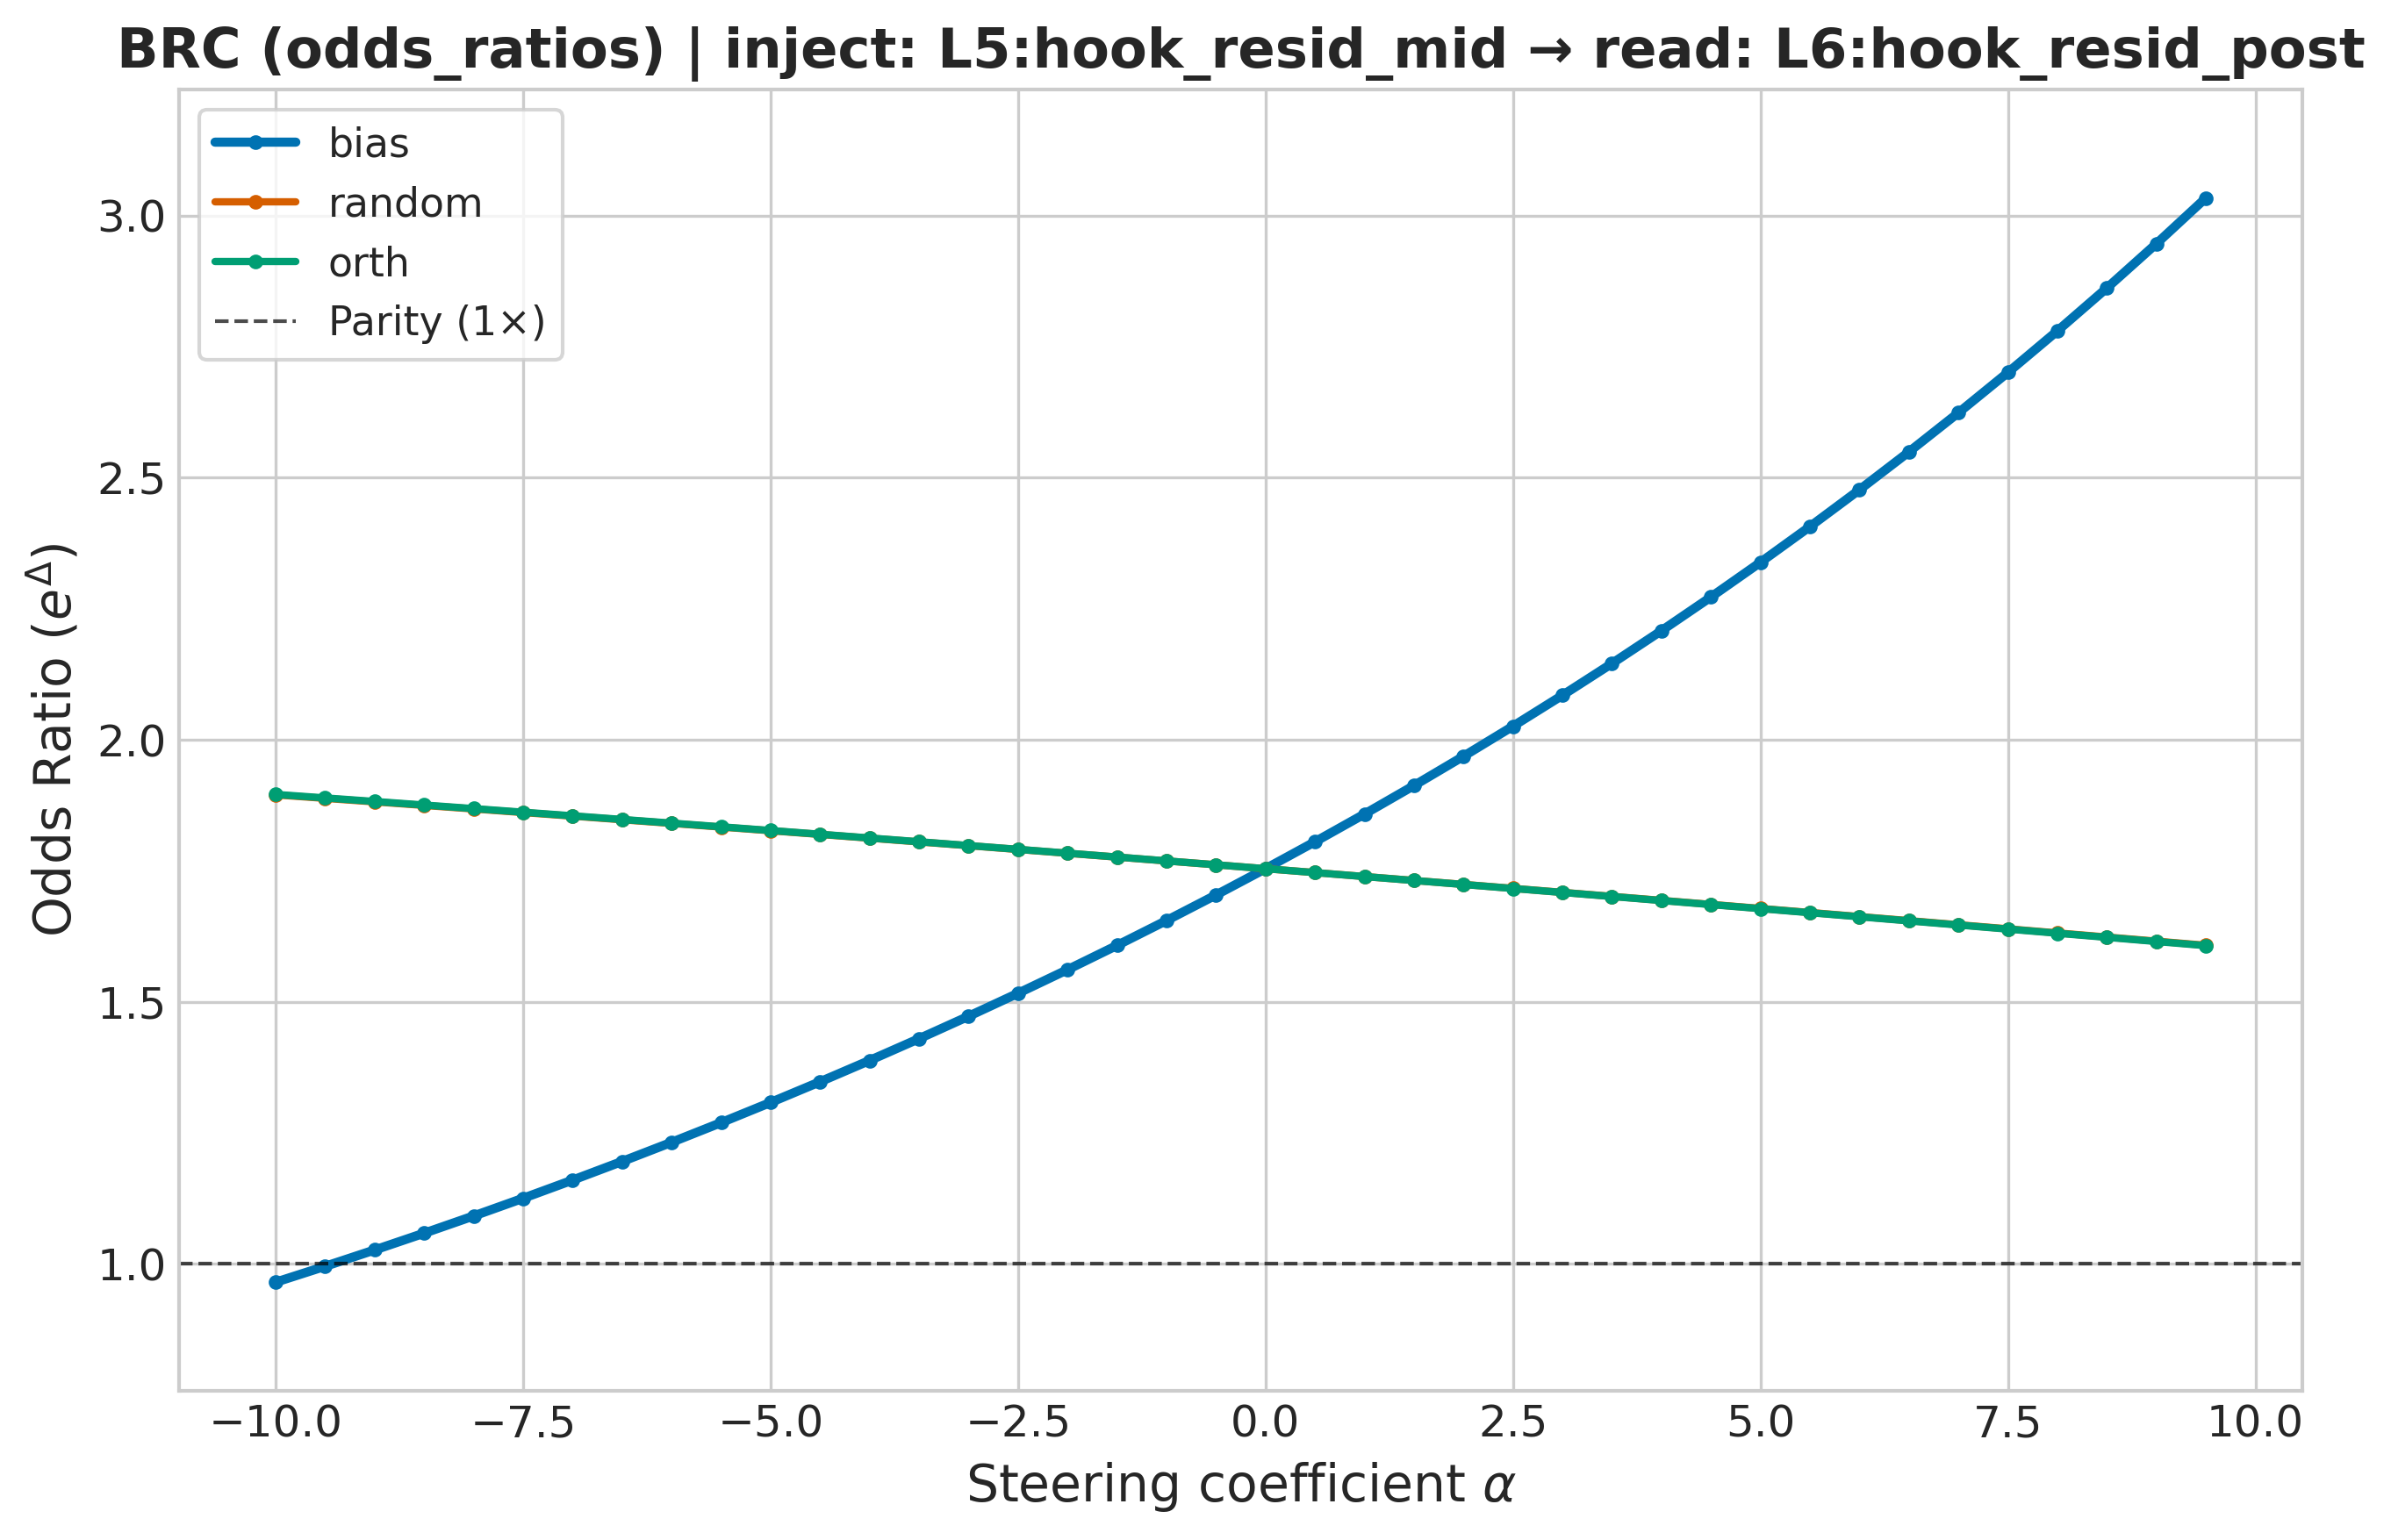 BRC (odds_ratios) | inject: L5:hook_resid_mid → read: L6:hook_resid_post
bias
random
orth
Parity (1×)
Odds Ratio (e^Δ)
3.0
2.5
2.0
1.5
1.0
−10.0 −7.5 −5.0 −2.5 0.0 2.5 5.0 7.5 10.0
Steering coefficient α